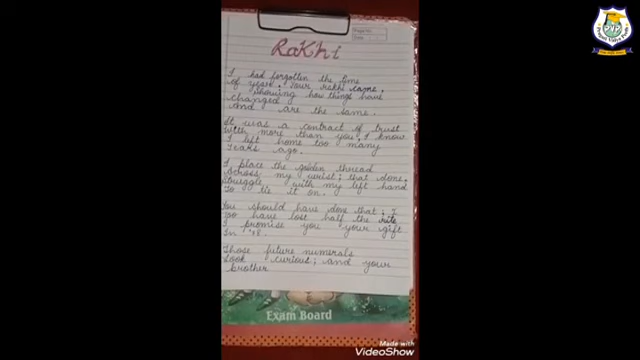 Rakhi
I had forgotten the time
of year. Your rakhi came,
showing how things have
changed
And are the same.
It was a contract of trust
With more than you. I know
I left home too many
Years ago.
I place the golden thread
Across my wrist; that done,
Struggle with my left hand
To tie it on.
You should have done that; I
Too have lost half the rite
I promise you your gift
In '88.
Those future numerals
Look curious; and your
brother
Exam Board
Made with
VideoShow